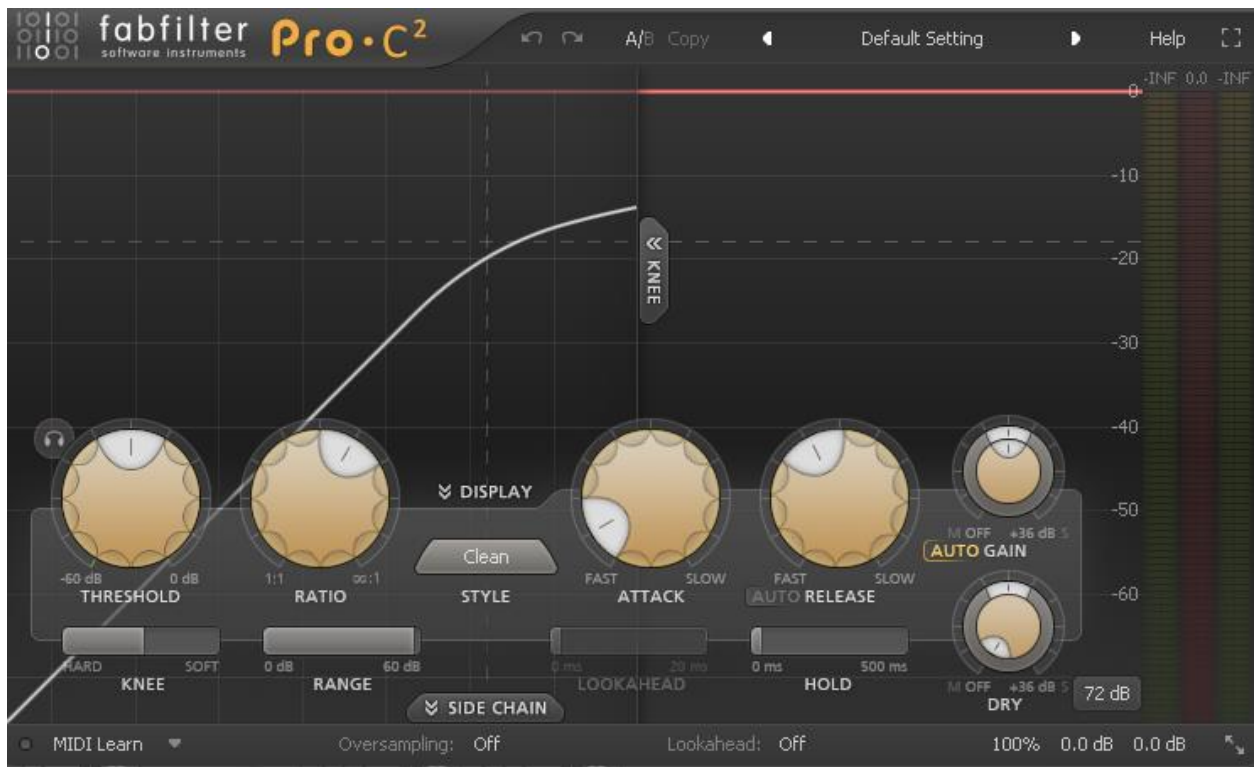 fabfilter
software instruments
Pro·C²
A/B Copy
Default Setting
Help
-INF 0.0 -INF
0
-10
-20
KNEE
-30
-40
-50
-60
DISPLAY
Clean
STYLE
-60 dB 0 dB
THRESHOLD
1:1 ∞:1
RATIO
FAST SLOW
ATTACK
FAST SLOW
AUTO RELEASE
M OFF +36 dB S
AUTO GAIN
HARD SOFT
KNEE
0 dB 60 dB
RANGE
0 ms 20 ms
LOOKAHEAD
0 ms 500 ms
HOLD
M OFF +36 dB S
DRY
72 dB
SIDE CHAIN
MIDI Learn
Oversampling: Off
Lookahead: Off
100% 0.0 dB 0.0 dB